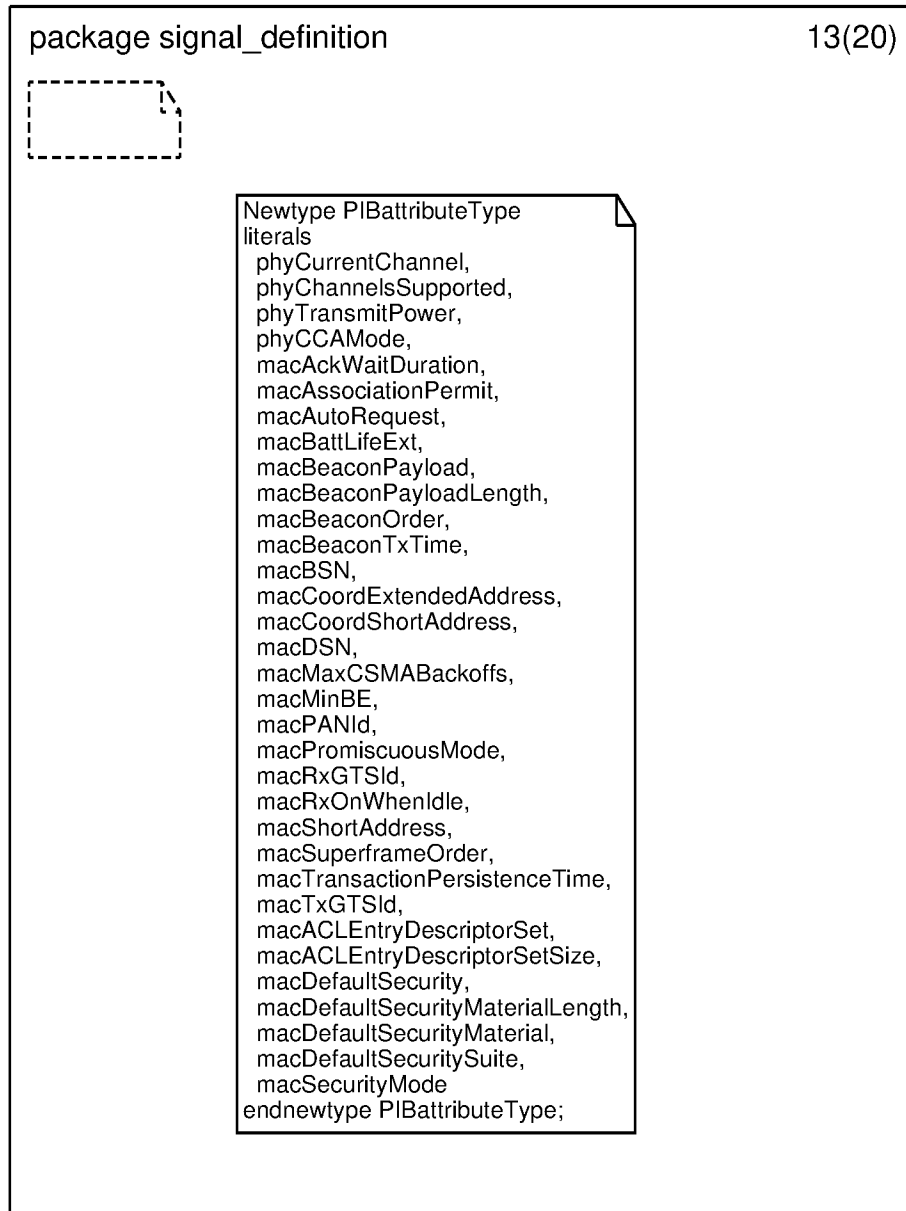 package signal_definition
13(20)
Newtype PIBattributeType
literals
phyCurrentChannel,
phyChannelsSupported,
phyTransmitPower,
phyCCAMode,
macAckWaitDuration,
macAssociationPermit,
macAutoRequest,
macBattLifeExt,
macBeaconPayload,
macBeaconPayloadLength,
macBeaconOrder,
macBeaconTxTime,
macBSN,
macCoordExtendedAddress,
macCoordShortAddress,
macDSN,
macMaxCSMABackoffs,
macMinBE,
macPANId,
macPromiscuousMode,
macRxGTSId,
macRxOnWhenIdle,
macShortAddress,
macSuperframeOrder,
macTransactionPersistenceTime,
macTxGTSId,
macACLEntryDescriptorSet,
macACLEntryDescriptorSetSize,
macDefaultSecurity,
macDefaultSecurityMaterialLength,
macDefaultSecurityMaterial,
macDefaultSecuritySuite,
macSecurityMode
endnewtype PIBattributeType;